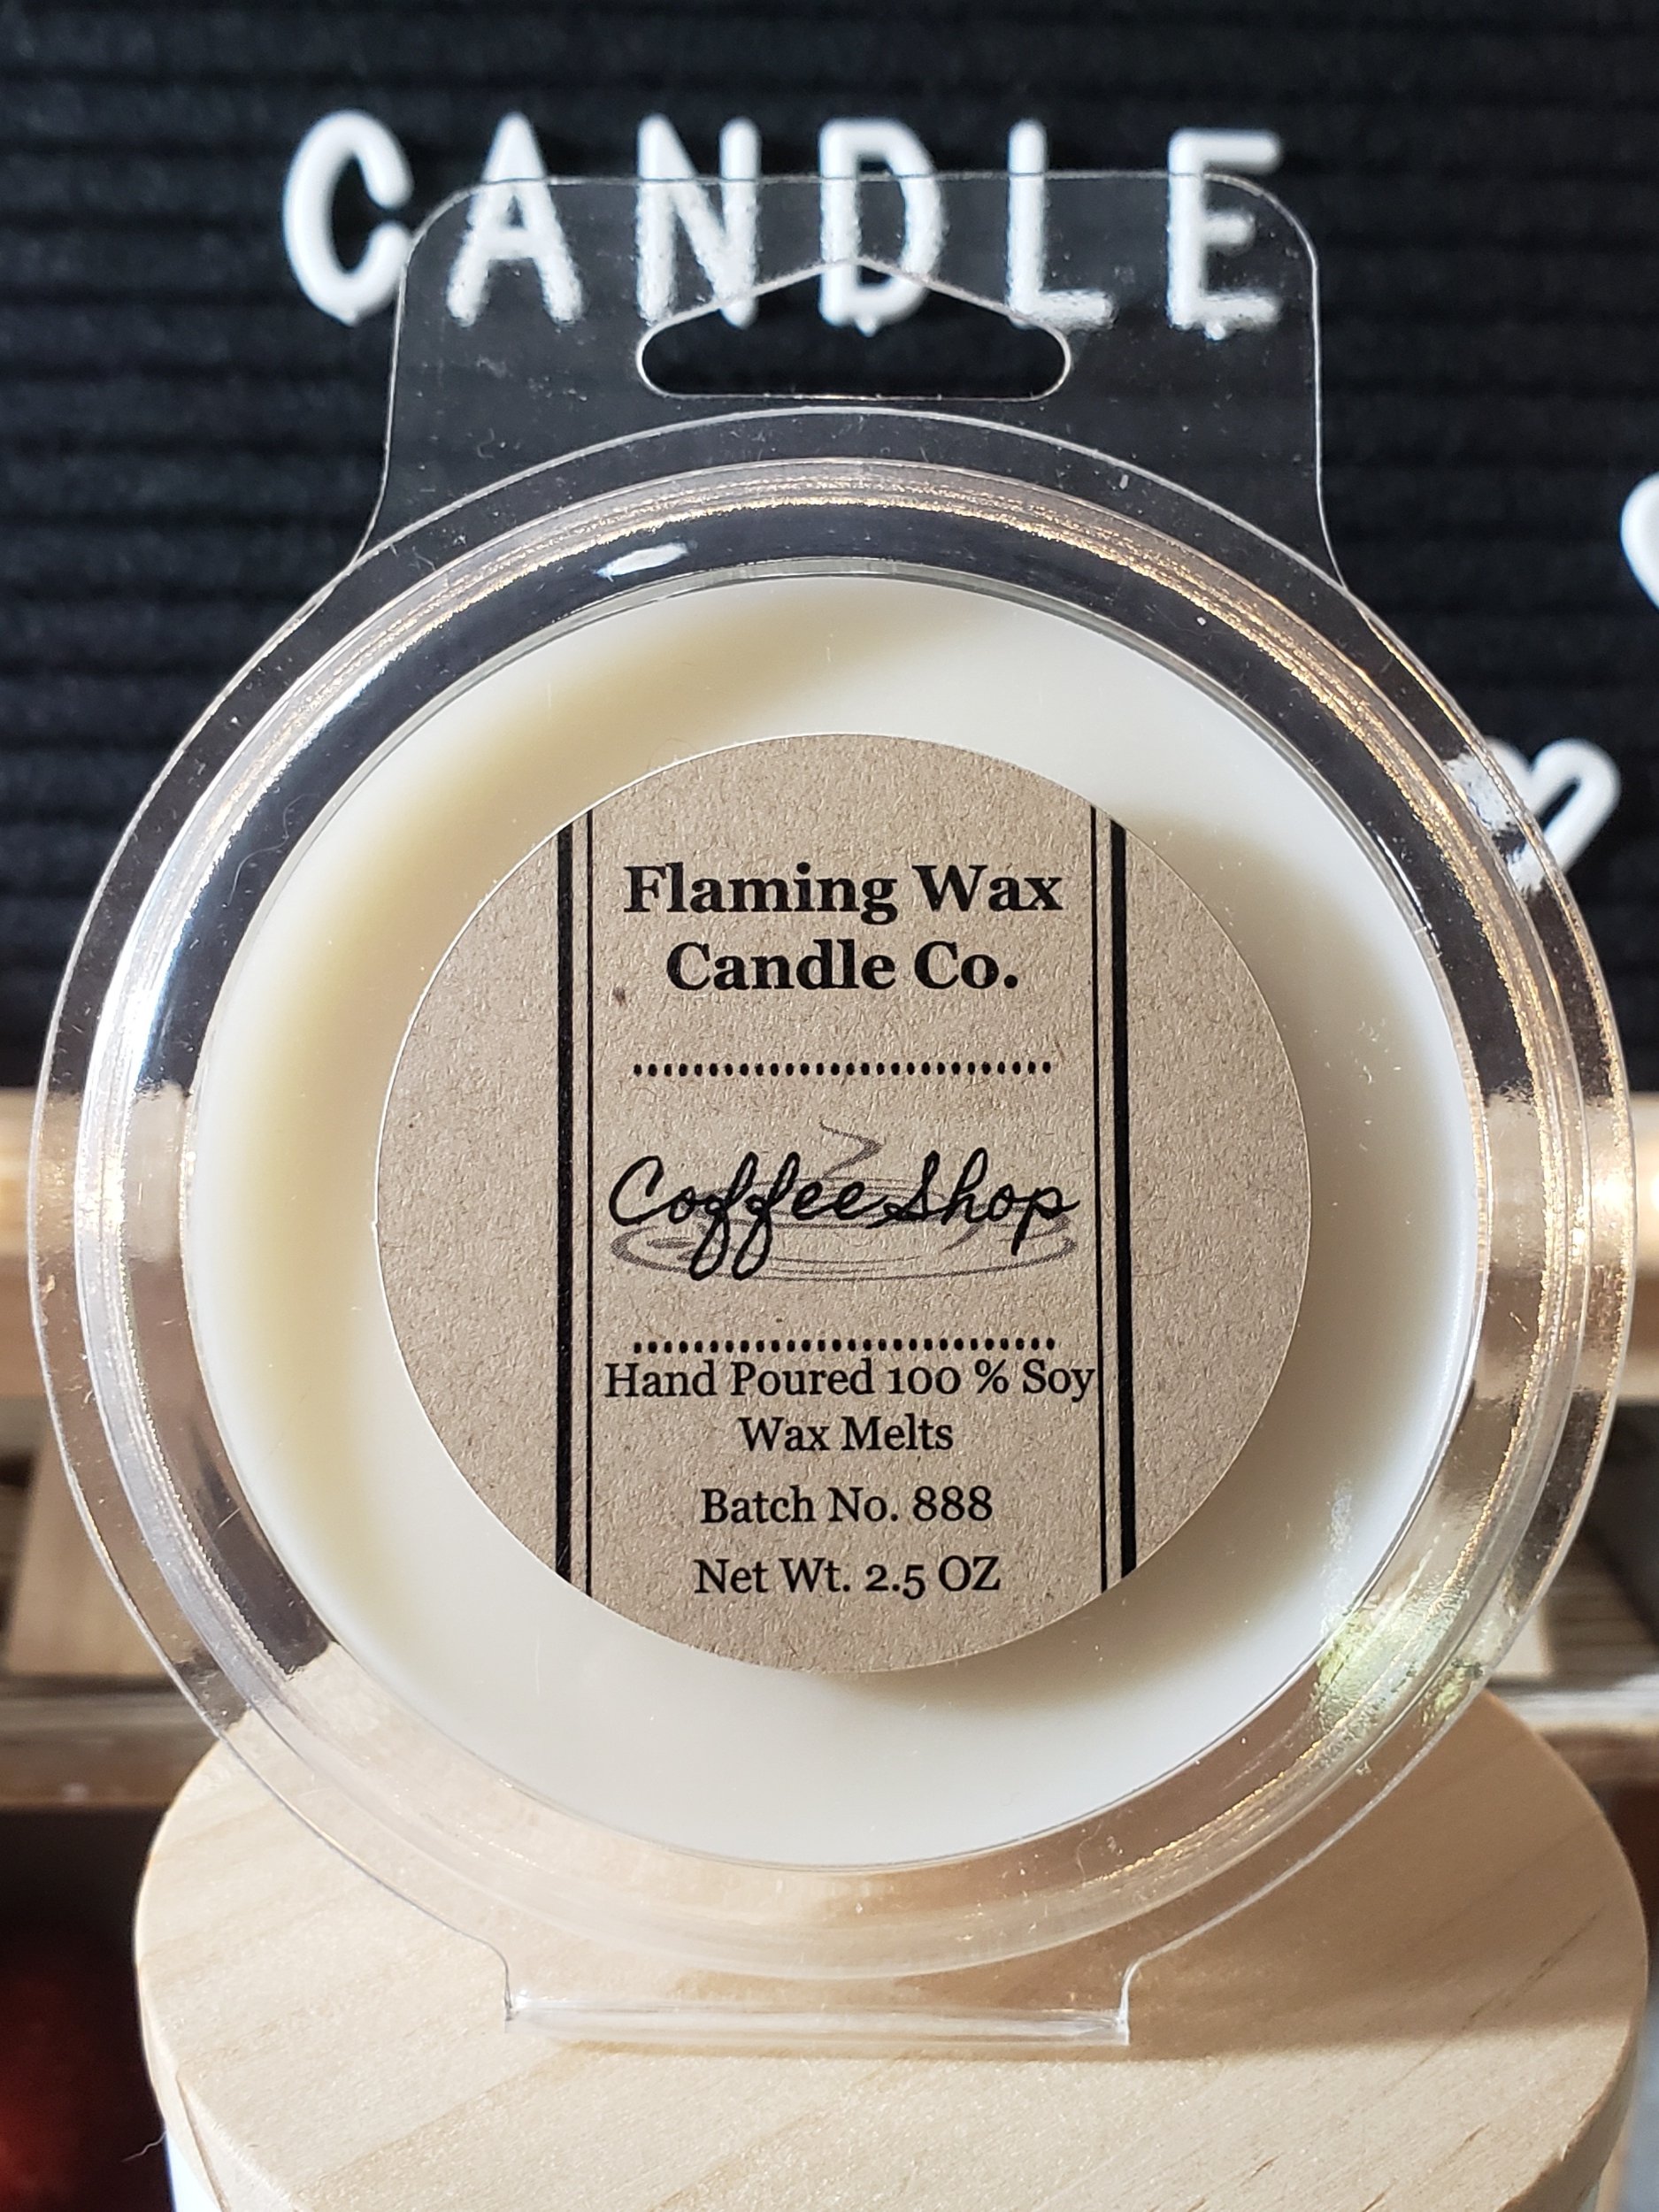 CANDLE
Flaming Wax
Candle Co.
Coffee Shop
Hand Poured 100 % Soy
Wax Melts
Batch No. 888
Net Wt. 2.5 OZ